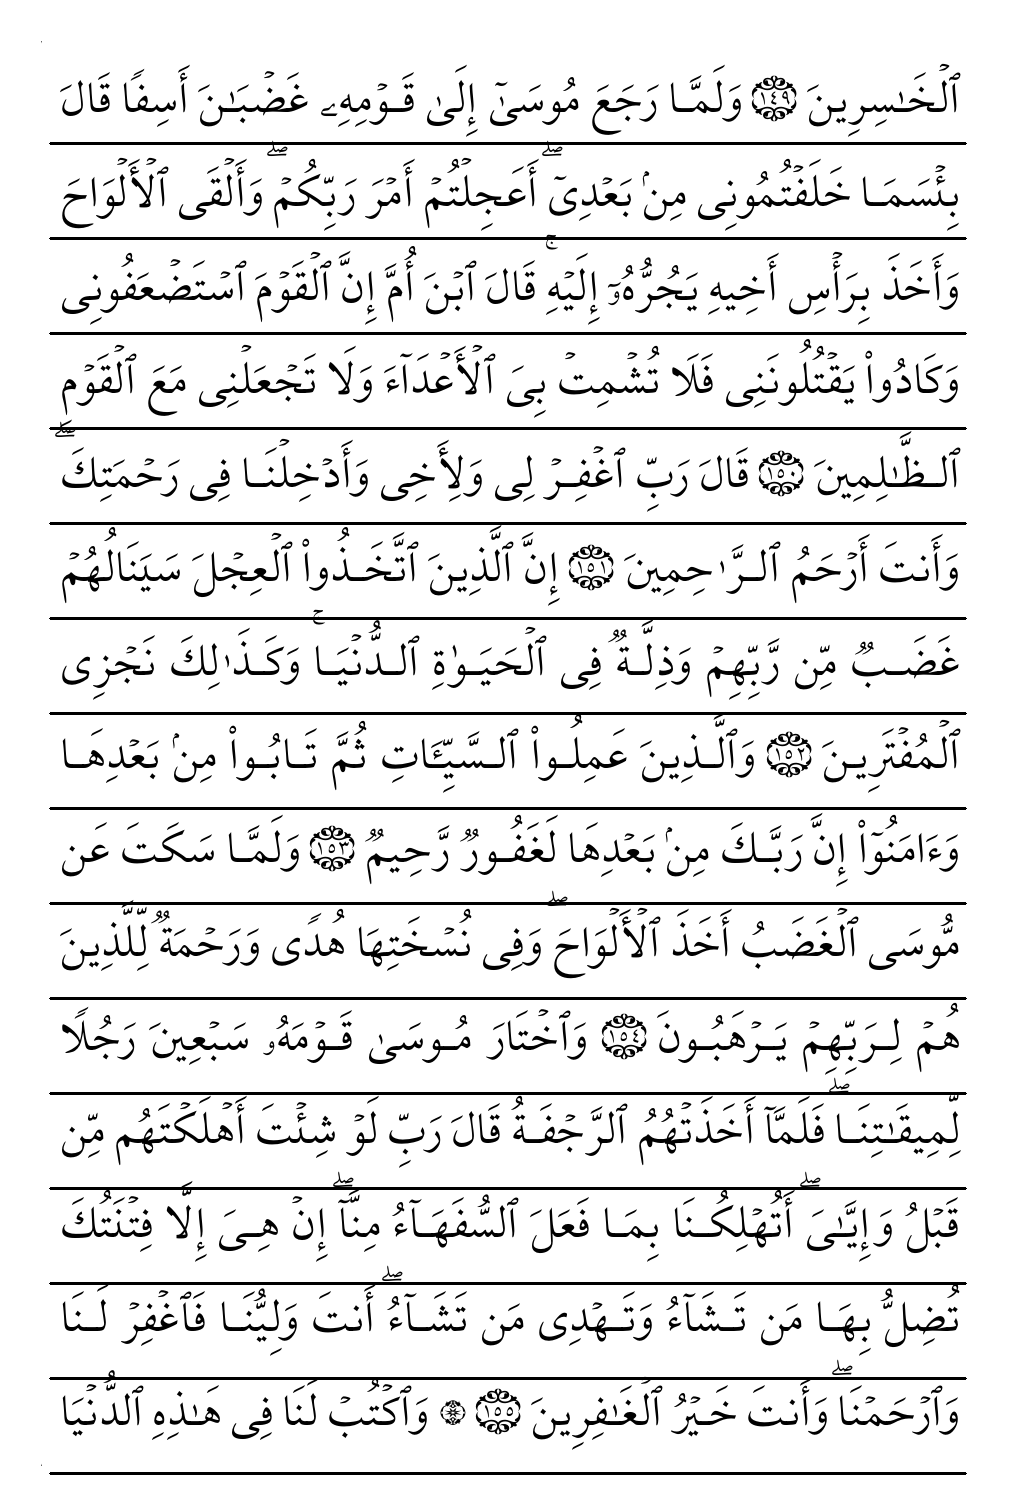 ٱلۡخَـٰسِرِينَ ١٤٩ وَلَمَّا رَجَعَ مُوسَىٰٓ إِلَىٰ قَوۡمِهِۦ غَضۡبَـٰنَ أَسِفًا قَالَ
بِئۡسَمَا خَلَفۡتُمُونِى مِنۢ بَعۡدِىٓۖ أَعَجِلۡتُمۡ أَمۡرَ رَبِّكُمۡۖ وَأَلۡقَى ٱلۡأَلۡوَاحَ
وَأَخَذَ بِرَأۡسِ أَخِيهِ يَجُرُّهُۥٓ إِلَيۡهِۚ قَالَ ٱبۡنَ أُمَّ إِنَّ ٱلۡقَوۡمَ ٱسۡتَضۡعَفُونِى
وَكَادُوا۟ يَقۡتُلُونَنِى فَلَا تُشۡمِتۡ بِىَ ٱلۡأَعۡدَآءَ وَلَا تَجۡعَلۡنِى مَعَ ٱلۡقَوۡمِ
ٱلظَّـٰلِمِينَ ١٥٠ قَالَ رَبِّ ٱغۡفِرۡ لِى وَلِأَخِى وَأَدۡخِلۡنَا فِى رَحۡمَتِكَۖ
وَأَنتَ أَرۡحَمُ ٱلرَّٰحِمِينَ ١٥١ إِنَّ ٱلَّذِينَ ٱتَّخَذُوا۟ ٱلۡعِجۡلَ سَيَنَالُهُمۡ
غَضَبٌ مِّن رَّبِّهِمۡ وَذِلَّةٌ فِى ٱلۡحَيَوٰةِ ٱلدُّنۡيَاۚ وَكَذَٰلِكَ نَجۡزِى
ٱلۡمُفۡتَرِينَ ١٥٢ وَٱلَّذِينَ عَمِلُوا۟ ٱلسَّيِّـَٔاتِ ثُمَّ تَابُوا۟ مِنۢ بَعۡدِهَا
وَءَامَنُوٓا۟ إِنَّ رَبَّكَ مِنۢ بَعۡدِهَا لَغَفُورٌ رَّحِيمٌ ١٥٣ وَلَمَّا سَكَتَ عَن
مُّوسَى ٱلۡغَضَبُ أَخَذَ ٱلۡأَلۡوَاحَۖ وَفِى نُسۡخَتِهَا هُدًى وَرَحۡمَةٌ لِّلَّذِينَ
هُمۡ لِرَبِّهِمۡ يَرۡهَبُونَ ١٥٤ وَٱخۡتَارَ مُوسَىٰ قَوۡمَهُۥ سَبۡعِينَ رَجُلًا
لِّمِيقَـٰتِنَاۖ فَلَمَّآ أَخَذَتۡهُمُ ٱلرَّجۡفَةُ قَالَ رَبِّ لَوۡ شِئۡتَ أَهۡلَكۡتَهُم مِّن
قَبۡلُ وَإِيَّـٰىَۖ أَتُهۡلِكُنَا بِمَا فَعَلَ ٱلسُّفَهَآءُ مِنَّآۖ إِنۡ هِىَ إِلَّا فِتۡنَتُكَ
تُضِلُّ بِهَا مَن تَشَآءُ وَتَهۡدِى مَن تَشَآءُۖ أَنتَ وَلِيُّنَا فَٱغۡفِرۡ لَنَا
وَٱرۡحَمۡنَاۖ وَأَنتَ خَيۡرُ ٱلۡغَـٰفِرِينَ ١٥٥ ۞ وَٱكۡتُبۡ لَنَا فِى هَـٰذِهِ ٱلدُّنۡيَا